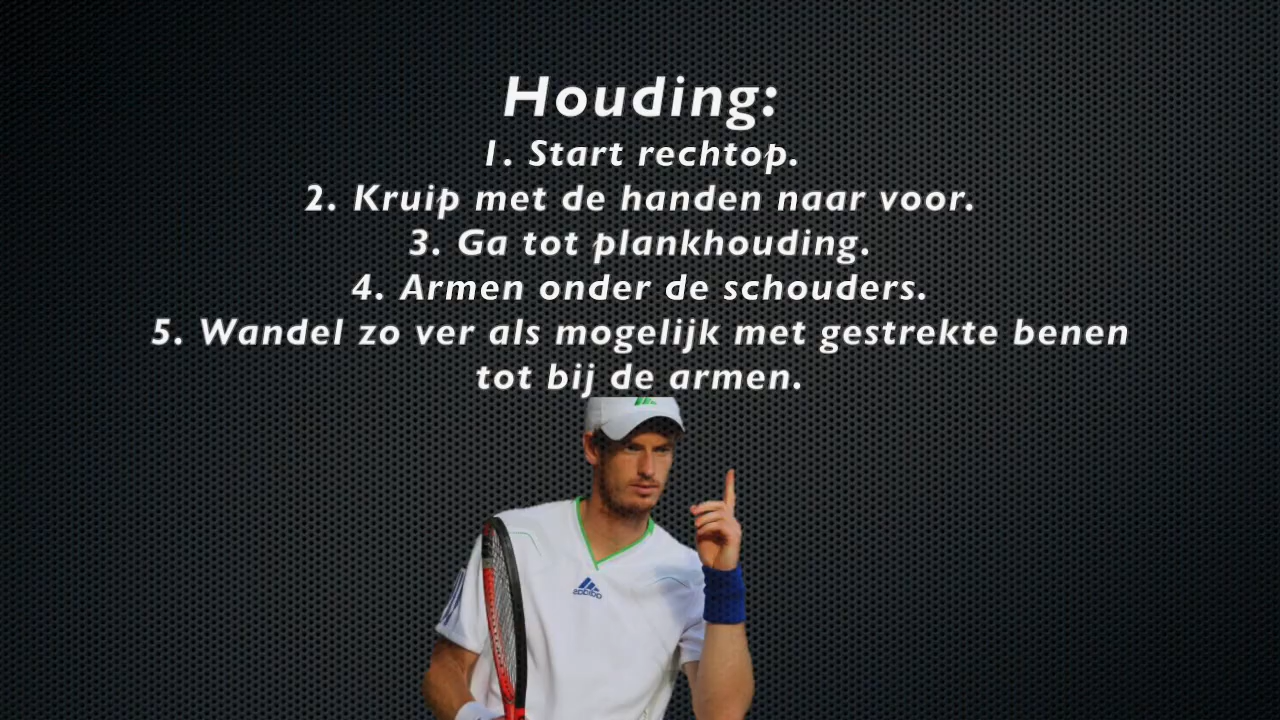 Houding:
1. Start rechtop.
2. Kruip met de handen naar voor.
3. Ga tot plankhouding.
4. Armen onder de schouders.
5. Wandel zo ver als mogelijk met gestrekte benen
tot bij de armen.
adidas